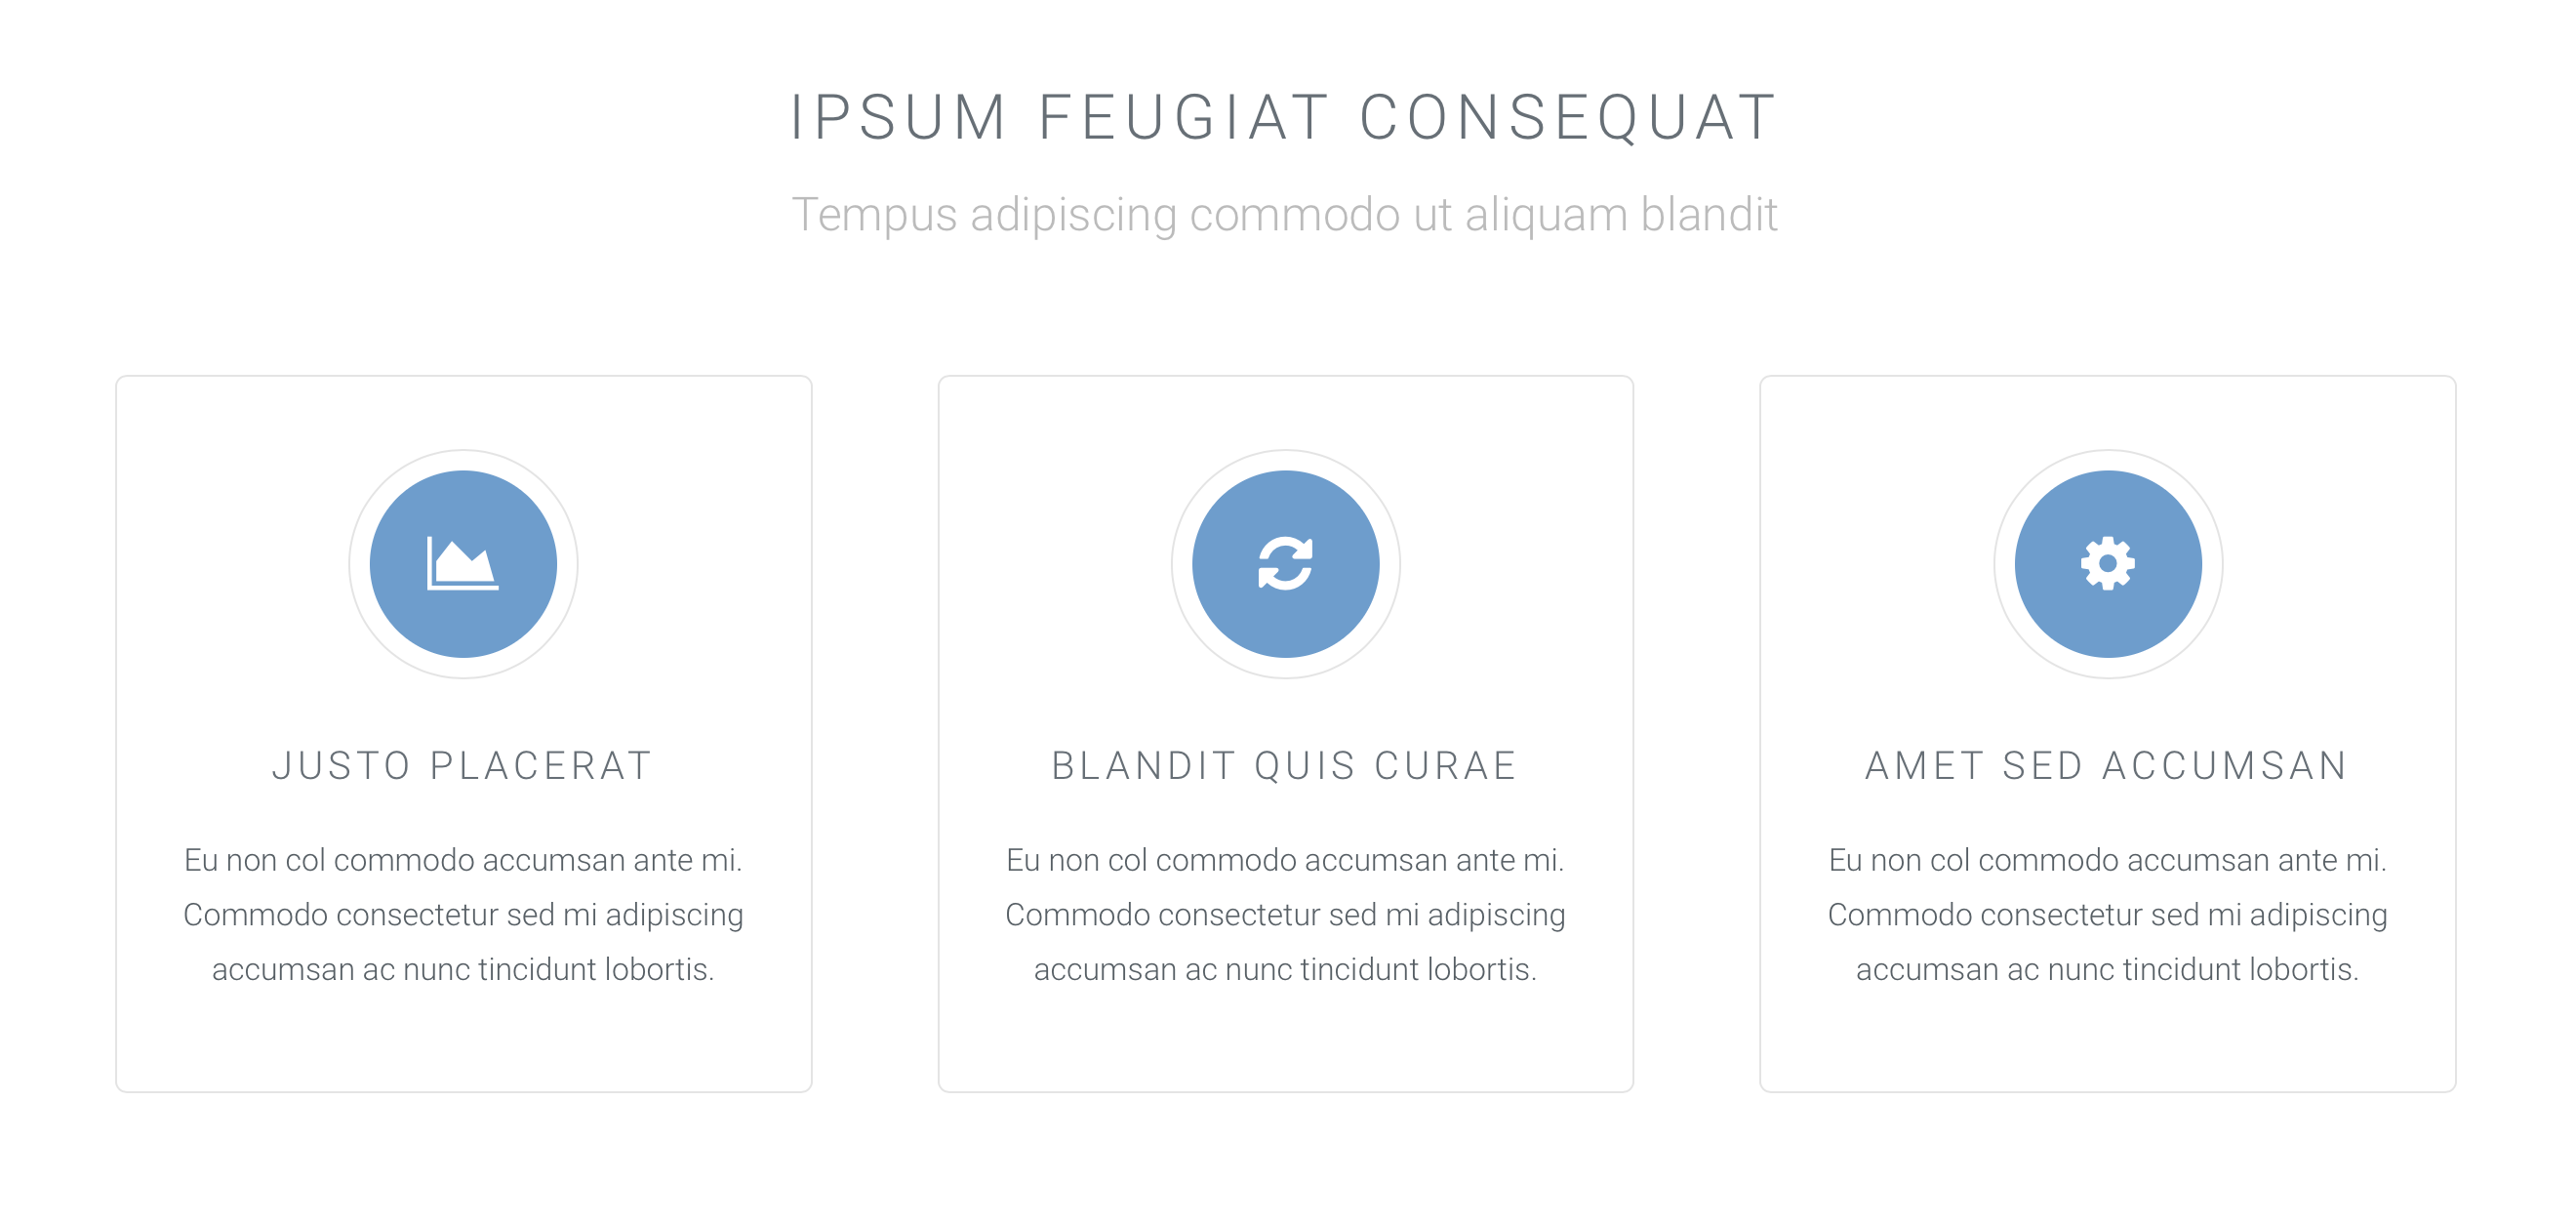 IPSUM FEUGIAT CONSEQUAT
Tempus adipiscing commodo ut aliquam blandit
JUSTO PLACERAT
Eu non col commodo accumsan ante mi.
Commodo consectetur sed mi adipiscing
accumsan ac nunc tincidunt lobortis.
BLANDIT QUIS CURAE
Eu non col commodo accumsan ante mi.
Commodo consectetur sed mi adipiscing
accumsan ac nunc tincidunt lobortis.
AMET SED ACCUMSAN
Eu non col commodo accumsan ante mi.
Commodo consectetur sed mi adipiscing
accumsan ac nunc tincidunt lobortis.